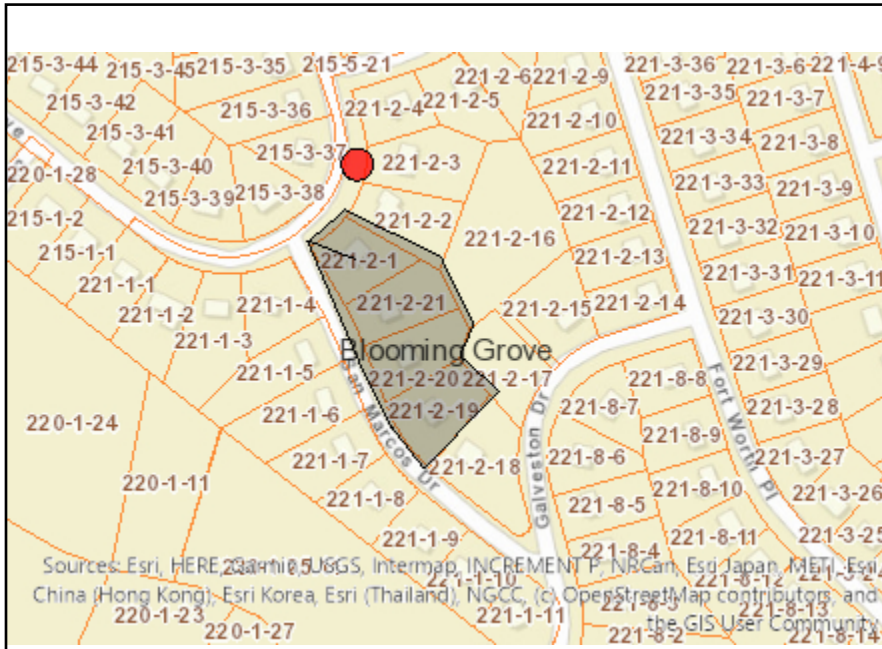 215-3-44 215-3-45 215-3-35 215-5-21 221-3-36 221-3-6 221-4-9
221-2-6 221-2-9
215-3-42 215-3-36 221-2-4 221-2-5 221-3-35 221-3-7
215-3-41 221-2-10 221-3-34 221-3-8
215-3-40 215-3-37 221-2-3 221-2-11
220-1-28 221-3-33 221-3-9
215-3-39 215-3-38
215-1-2 221-2-2 221-2-12 221-3-32 221-3-10
215-1-1 221-2-16 221-2-13
221-2-1 221-3-31 221-3-11
221-1-1 221-1-4 221-2-21 221-2-15 221-2-14
221-1-2 221-3-30
221-1-3 Blooming Grove
221-1-5 221-2-20 221-2-17 221-8-8 221-3-29
San Marcos Dr Galveston Dr Fort Worth Pl
220-1-24 221-1-6 221-2-19 221-8-7 221-3-28
221-8-9
221-1-7 221-2-18 221-8-6 221-3-27
220-1-11 221-1-8 221-8-10 221-3-26
221-8-5
221-1-9 221-8-4 221-8-11 221-3-25
Sources: Esri, HERE, Garmin, USGS, Intermap, INCREMENT P, NRCan, Esri Japan, METI, Esri
China (Hong Kong), Esri Korea, Esri (Thailand), NGCC, (c) OpenStreetMap contributors, and
the GIS User Community
221-1-10 221-8-12
220-1-23 220-1-27 221-1-11 221-8-3 221-8-13
221-8-2 221-8-14